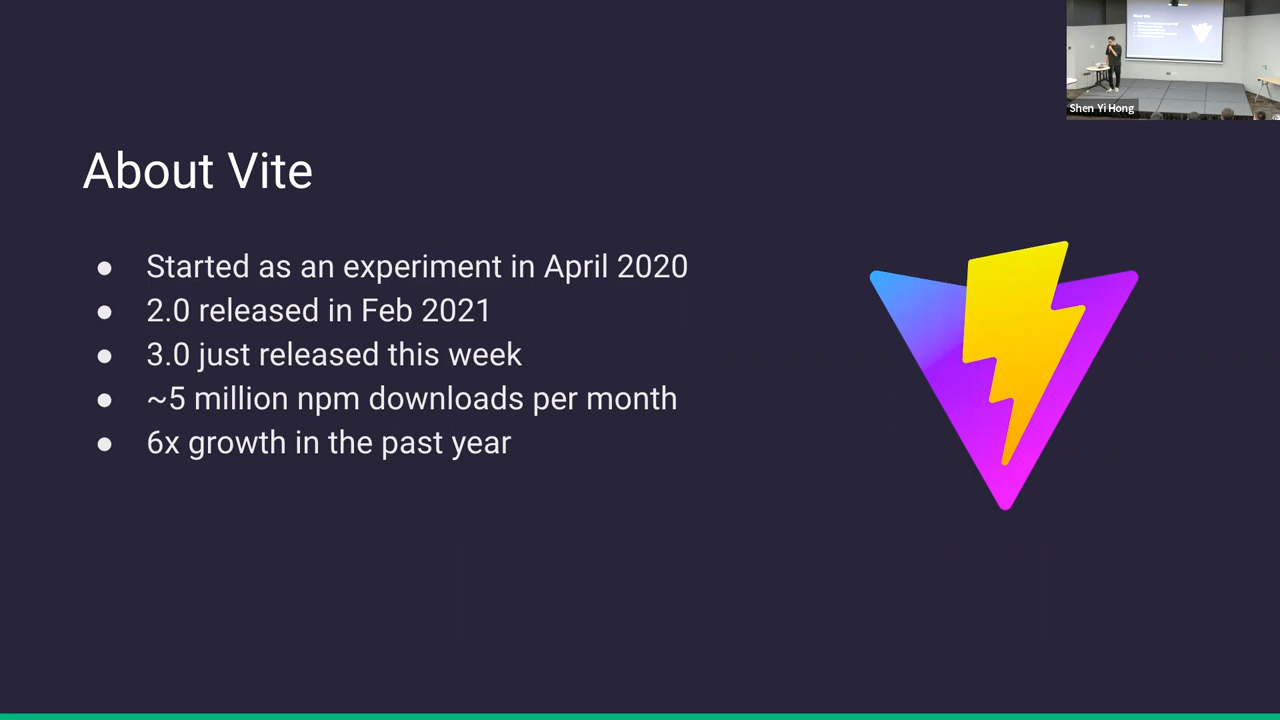 Shen Yi Hong
About Vite
● Started as an experiment in April 2020
● 2.0 released in Feb 2021
● 3.0 just released this week
● ~5 million npm downloads per month
● 6x growth in the past year